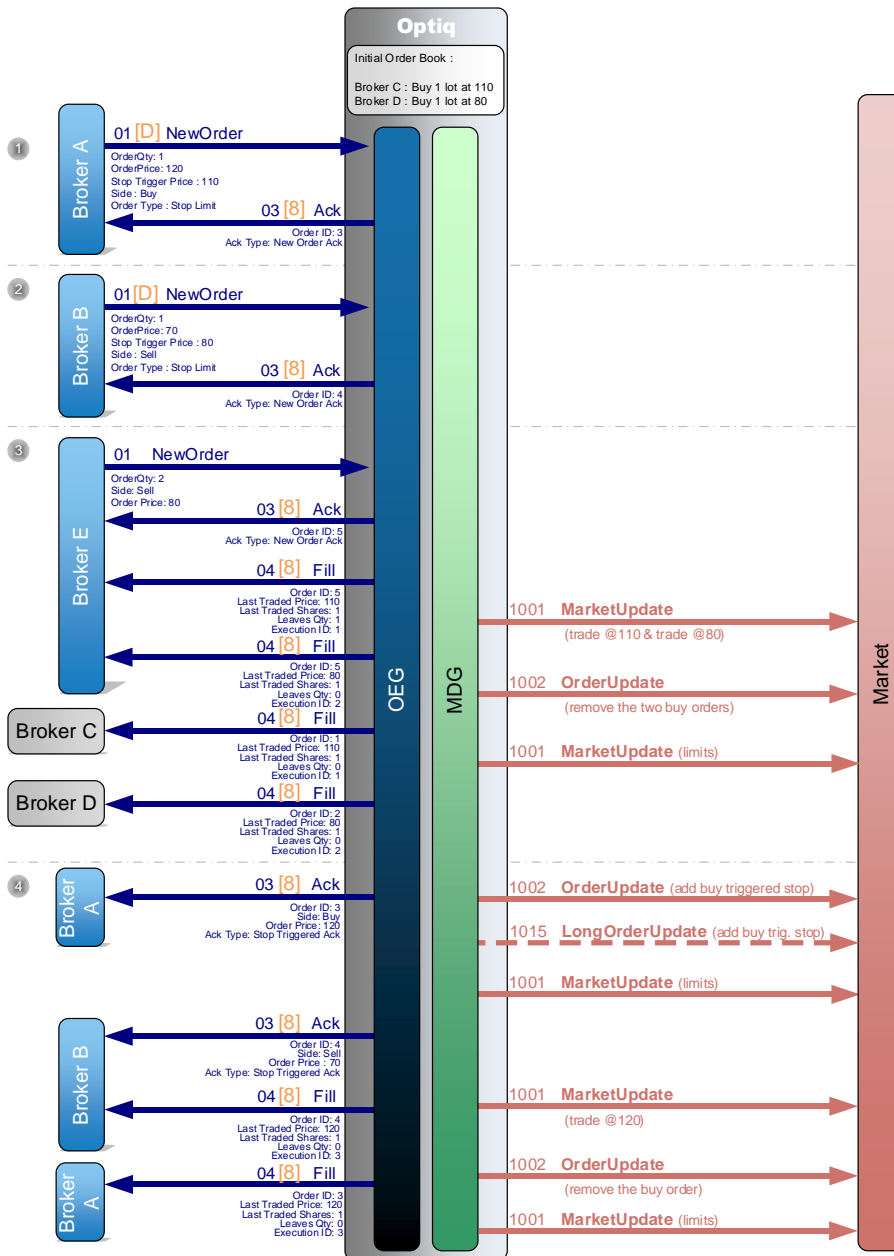 Optiq
Initial Order Book :
Broker C : Buy 1 lot at 110
Broker D : Buy 1 lot at 80
OEG
MDG
Market
1
Broker A
01 [D] NewOrder
OrderQty: 1
OrderPrice: 120
Stop Trigger Price : 110
Side : Buy
Order Type : Stop Limit
03 [8] Ack
Order ID: 3
Ack Type: New Order Ack
2
Broker B
01 [D] NewOrder
OrderQty: 1
OrderPrice: 70
Stop Trigger Price : 80
Side : Sell
Order Type : Stop Limit
03 [8] Ack
Order ID: 4
Ack Type: New Order Ack
3
Broker E
01 NewOrder
OrderQty: 2
Side: Sell
Order Price: 80
03 [8] Ack
Order ID: 5
Ack Type: New Order Ack
04 [8] Fill
Order ID: 5
Last Traded Price: 110
Last Traded Shares: 1
Leaves Qty: 1
Execution ID: 1
1001 MarketUpdate
(trade @110 & trade @80)
04 [8] Fill
Order ID: 5
Last Traded Price: 80
Last Traded Shares: 1
Leaves Qty: 0
Execution ID: 2
1002 OrderUpdate
(remove the two buy orders)
Broker C
04 [8] Fill
Order ID: 1
Last Traded Price: 110
Last Traded Shares: 1
Leaves Qty: 0
Execution ID: 1
1001 MarketUpdate (limits)
Broker D
04 [8] Fill
Order ID: 2
Last Traded Price: 80
Last Traded Shares: 1
Leaves Qty: 0
Execution ID: 2
4
Broker A
03 [8] Ack
Order ID: 3
Side: Buy
Order Price: 120
Ack Type: Stop Triggered Ack
1002 OrderUpdate (add buy triggered stop)
1015 LongOrderUpdate (add buy trig. stop)
1001 MarketUpdate (limits)
Broker B
03 [8] Ack
Order ID: 4
Side: Sell
Order Price : 70
Ack Type: Stop Triggered Ack
04 [8] Fill
Order ID: 4
Last Traded Price: 120
Last Traded Shares: 1
Leaves Qty: 0
Execution ID: 3
1001 MarketUpdate
(trade @120)
Broker A
04 [8] Fill
Order ID: 3
Last Traded Price: 120
Last Traded Shares: 1
Leaves Qty: 0
Execution ID: 3
1002 OrderUpdate
(remove the buy order)
1001 MarketUpdate (limits)